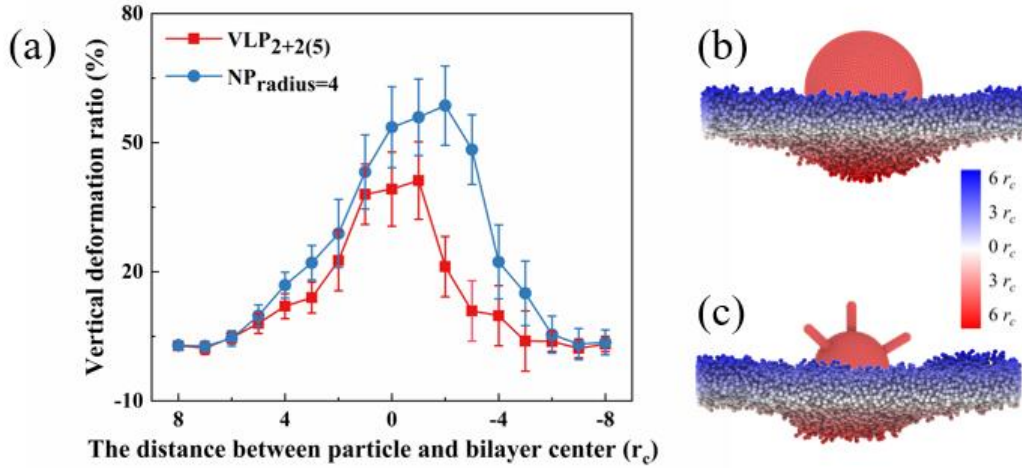 (a)
80
50
20
-10
Vertical deformation ratio (%)
VLP2+2(5)
NPradius=4
8
4
0
-4
-8
The distance between particle and bilayer center (rc)
(b)
6 rc
3 rc
0 rc
3 rc
6 rc
(c)